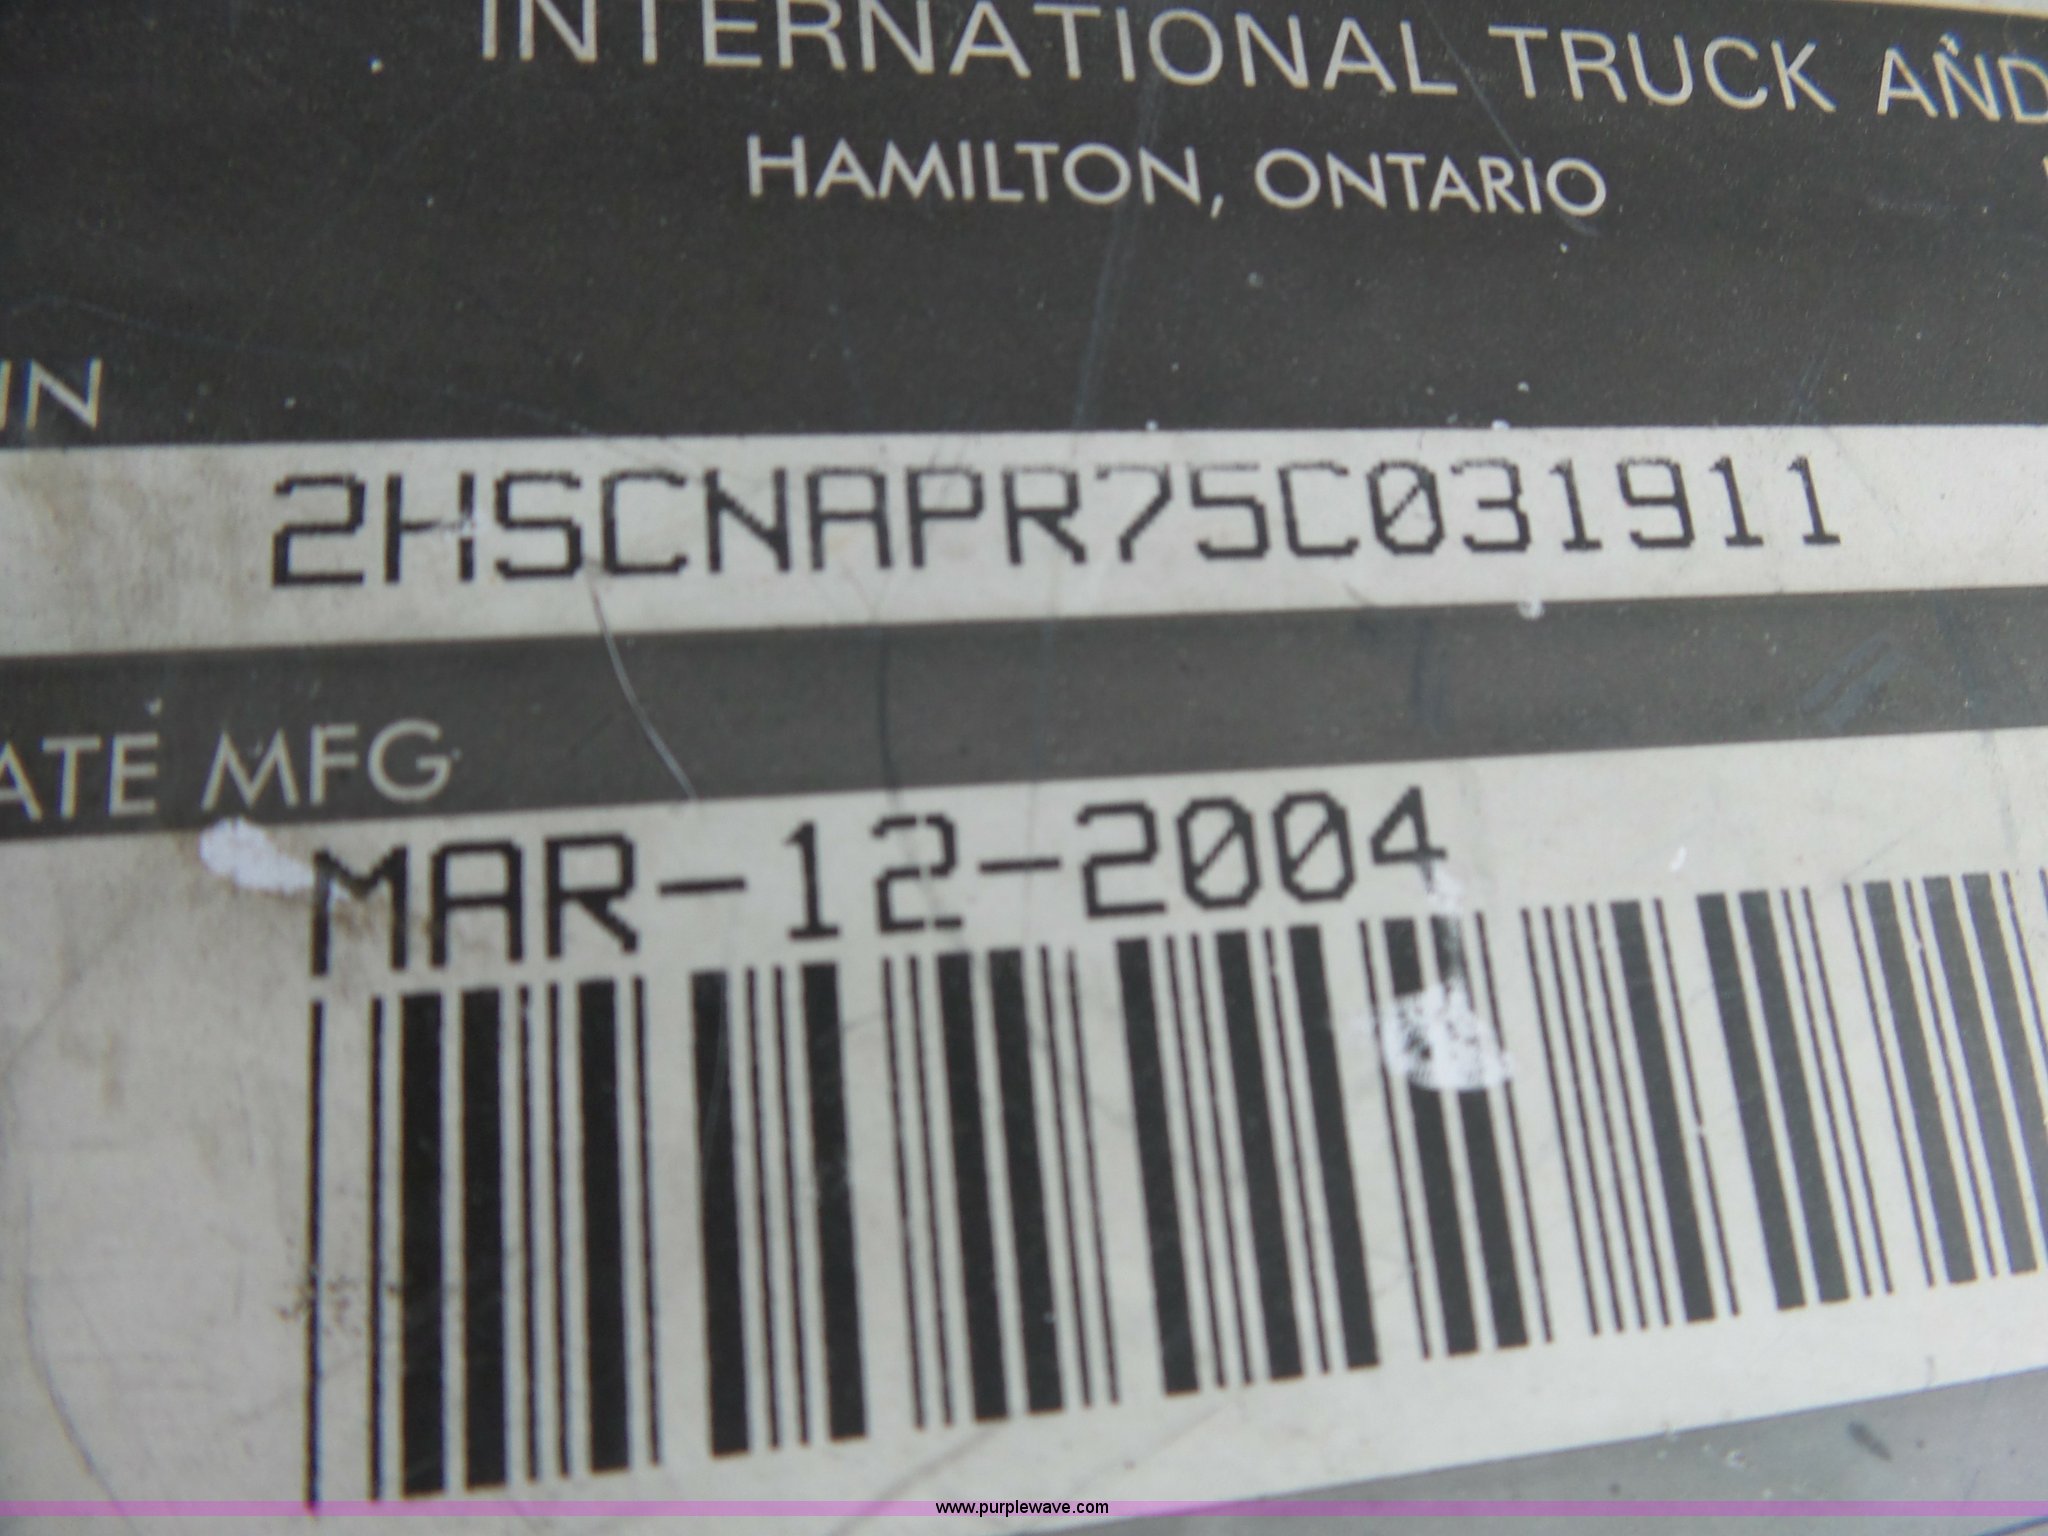 INTERNATIONAL TRUCK AND
HAMILTON, ONTARIO
IN
2HSCNAPR75C031911
ATE MFG
MAR-12-2004
www.purplewave.com